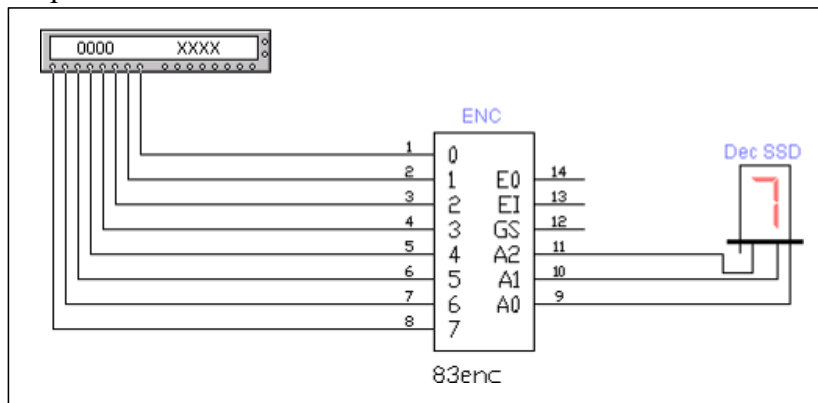 0000 XXXX
ENC
Dec SSD
1 0
2 1 E0 14
3 2 EI 13
4 3 GS 12
5 4 A2 11
6 5 A1 10
7 6 A0 9
8 7
83enc
7